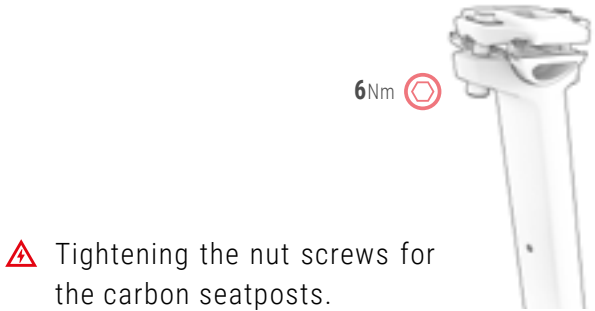 6Nm
Tightening the nut screws for
the carbon seatposts.